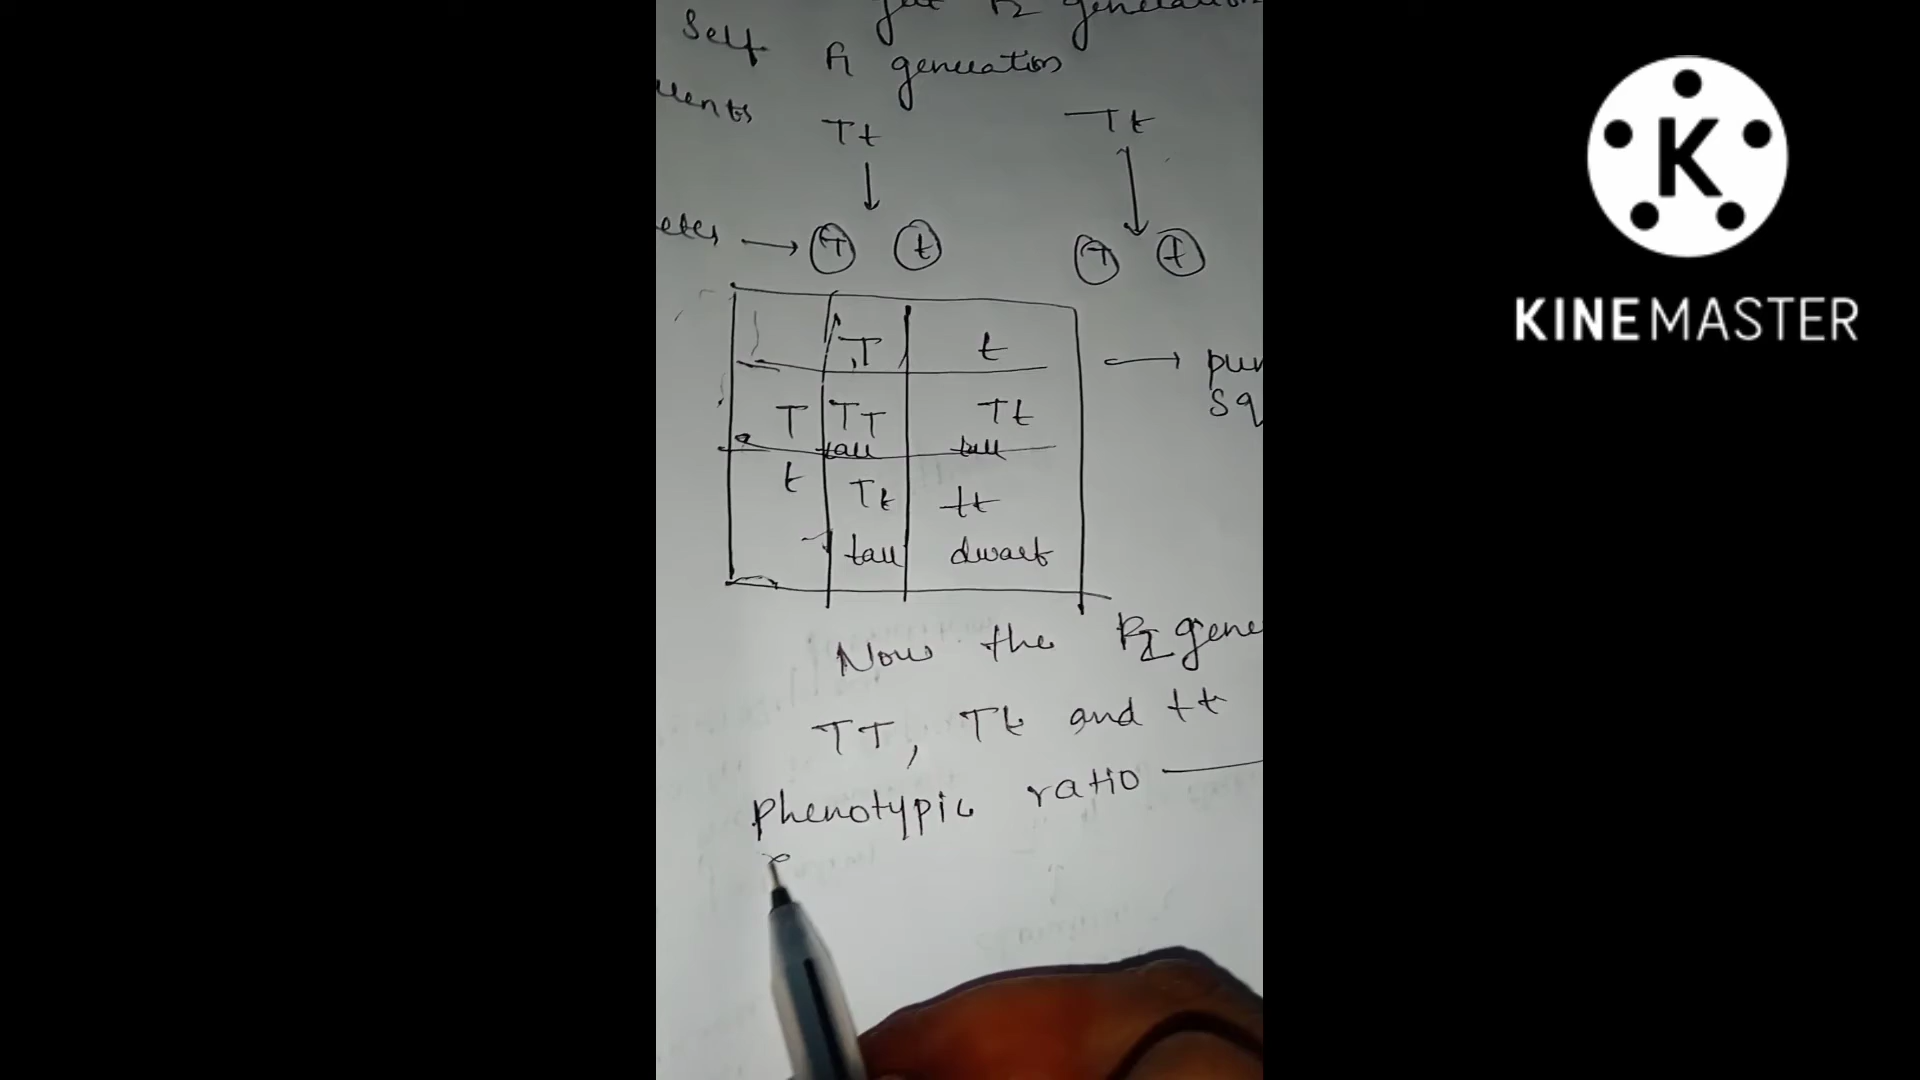 Self
F1 generation
Tt Tt
T t T t
T t
T TT Tt
tall tall
t Tt tt
tall dwarf
Now the F2 gene
TT, Tt and tt
Phenotypic ratio
K
KINEMASTER